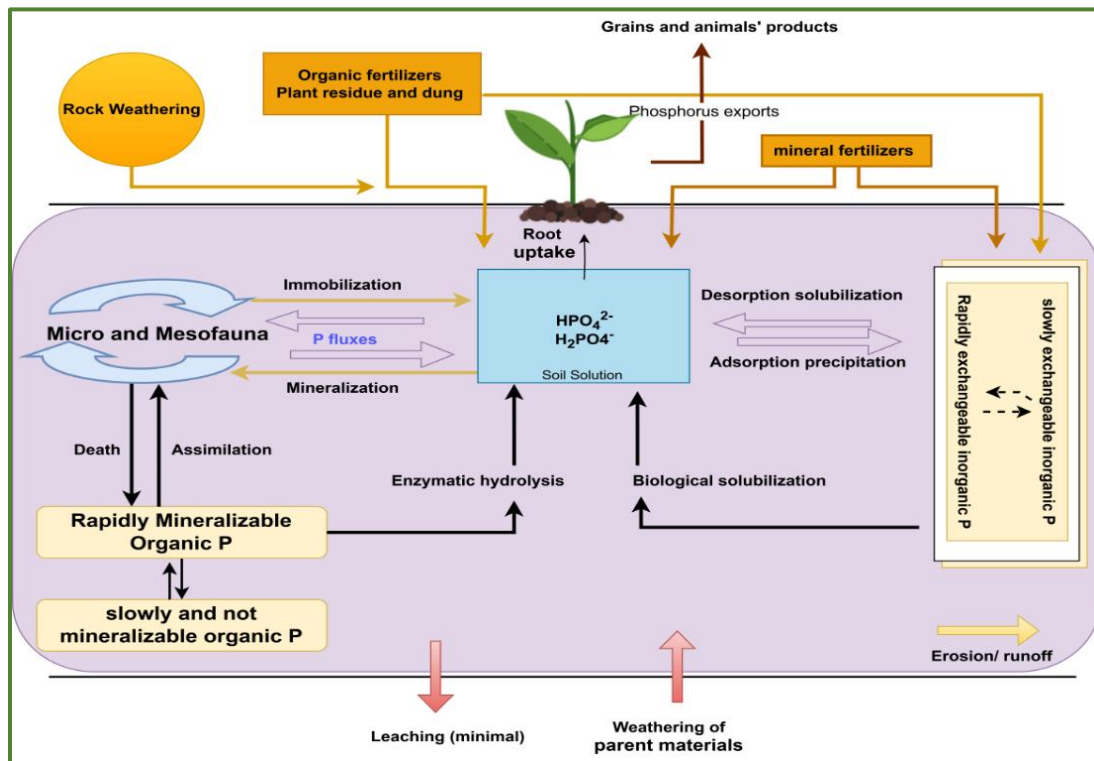 Grains and animals' products
Organic fertilizers
Plant residue and dung
Rock Weathering
Phosphorus exports
mineral fertilizers
Root
uptake
Immobilization
Desorption solubilization
HPO₄²⁻
H₂PO4⁻
Micro and Mesofauna
P fluxes
Adsorption precipitation
Soil Solution
Mineralization
Rapidly exchangeable inorganic P
slowly exchangeable inorganic P
Death
Assimilation
Enzymatic hydrolysis
Biological solubilization
Rapidly Mineralizable
Organic P
slowly and not
mineralizable organic P
Erosion/ runoff
Leaching (minimal)
Weathering of
parent materials